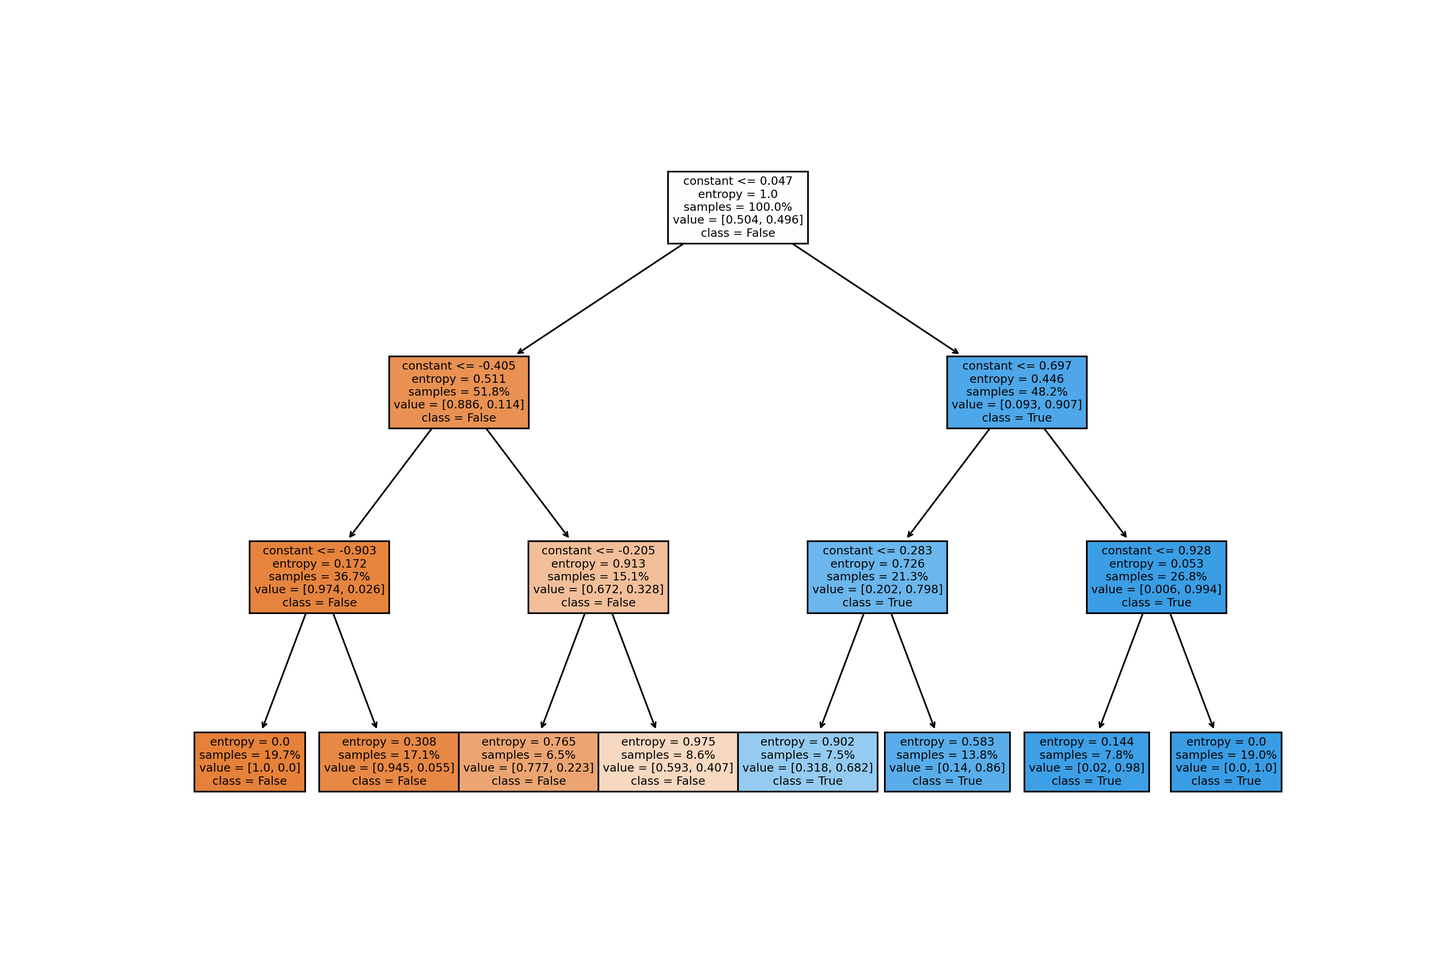 constant <= 0.047
entropy = 1.0
samples = 100.0%
value = [0.504, 0.496]
class = False
constant <= -0.405
entropy = 0.511
samples = 51.8%
value = [0.886, 0.114]
class = False
constant <= 0.697
entropy = 0.446
samples = 48.2%
value = [0.093, 0.907]
class = True
constant <= -0.903
entropy = 0.172
samples = 36.7%
value = [0.974, 0.026]
class = False
constant <= -0.205
entropy = 0.913
samples = 15.1%
value = [0.672, 0.328]
class = False
constant <= 0.283
entropy = 0.726
samples = 21.3%
value = [0.202, 0.798]
class = True
constant <= 0.928
entropy = 0.053
samples = 26.8%
value = [0.006, 0.994]
class = True
entropy = 0.0
samples = 19.7%
value = [1.0, 0.0]
class = False
entropy = 0.308
samples = 17.1%
value = [0.945, 0.055]
class = False
entropy = 0.765
samples = 6.5%
value = [0.777, 0.223]
class = False
entropy = 0.975
samples = 8.6%
value = [0.593, 0.407]
class = False
entropy = 0.902
samples = 7.5%
value = [0.318, 0.682]
class = True
entropy = 0.583
samples = 13.8%
value = [0.14, 0.86]
class = True
entropy = 0.144
samples = 7.8%
value = [0.02, 0.98]
class = True
entropy = 0.0
samples = 19.0%
value = [0.0, 1.0]
class = True